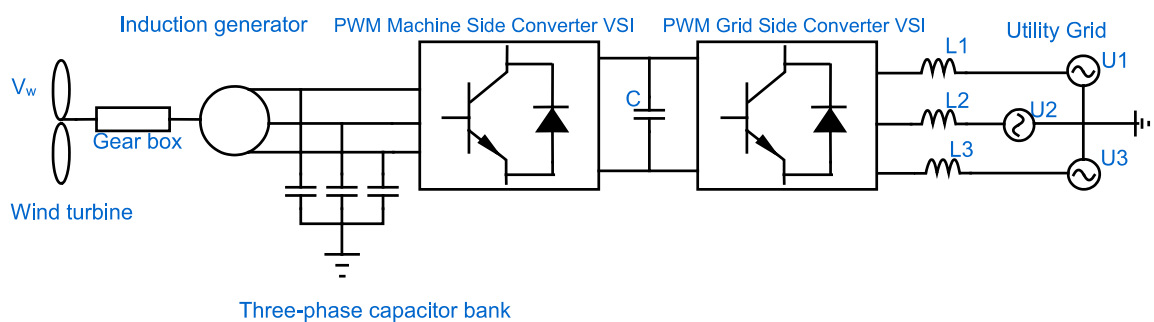 Induction generator
PWM Machine Side Converter VSI
PWM Grid Side Converter VSI
Utility Grid
L1
U1
Vw
C
L2
U2
Gear box
L3
U3
Wind turbine
Three-phase capacitor bank